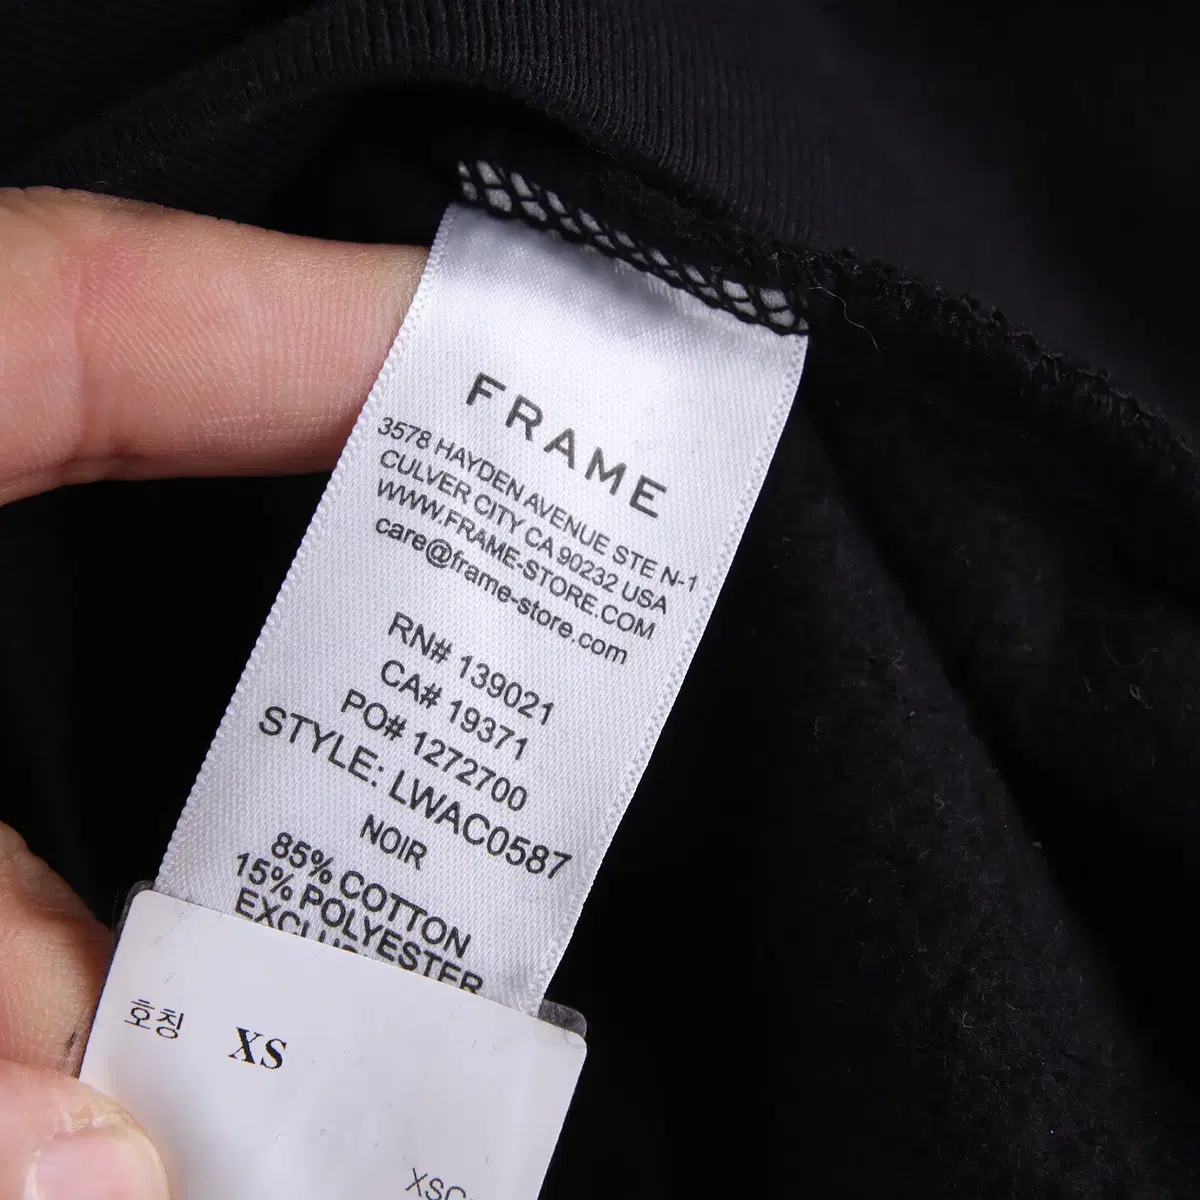 FRAME
3578 HAYDEN AVENUE STE N-1
CULVER CITY CA 90232 USA
WWW.FRAME-STORE.COM
care@frame-store.com
RN# 139021
CA# 19371
PO# 1272700
STYLE: LWAC0587
NOIR
85% COTTON
15% POLYESTER
호칭 XS